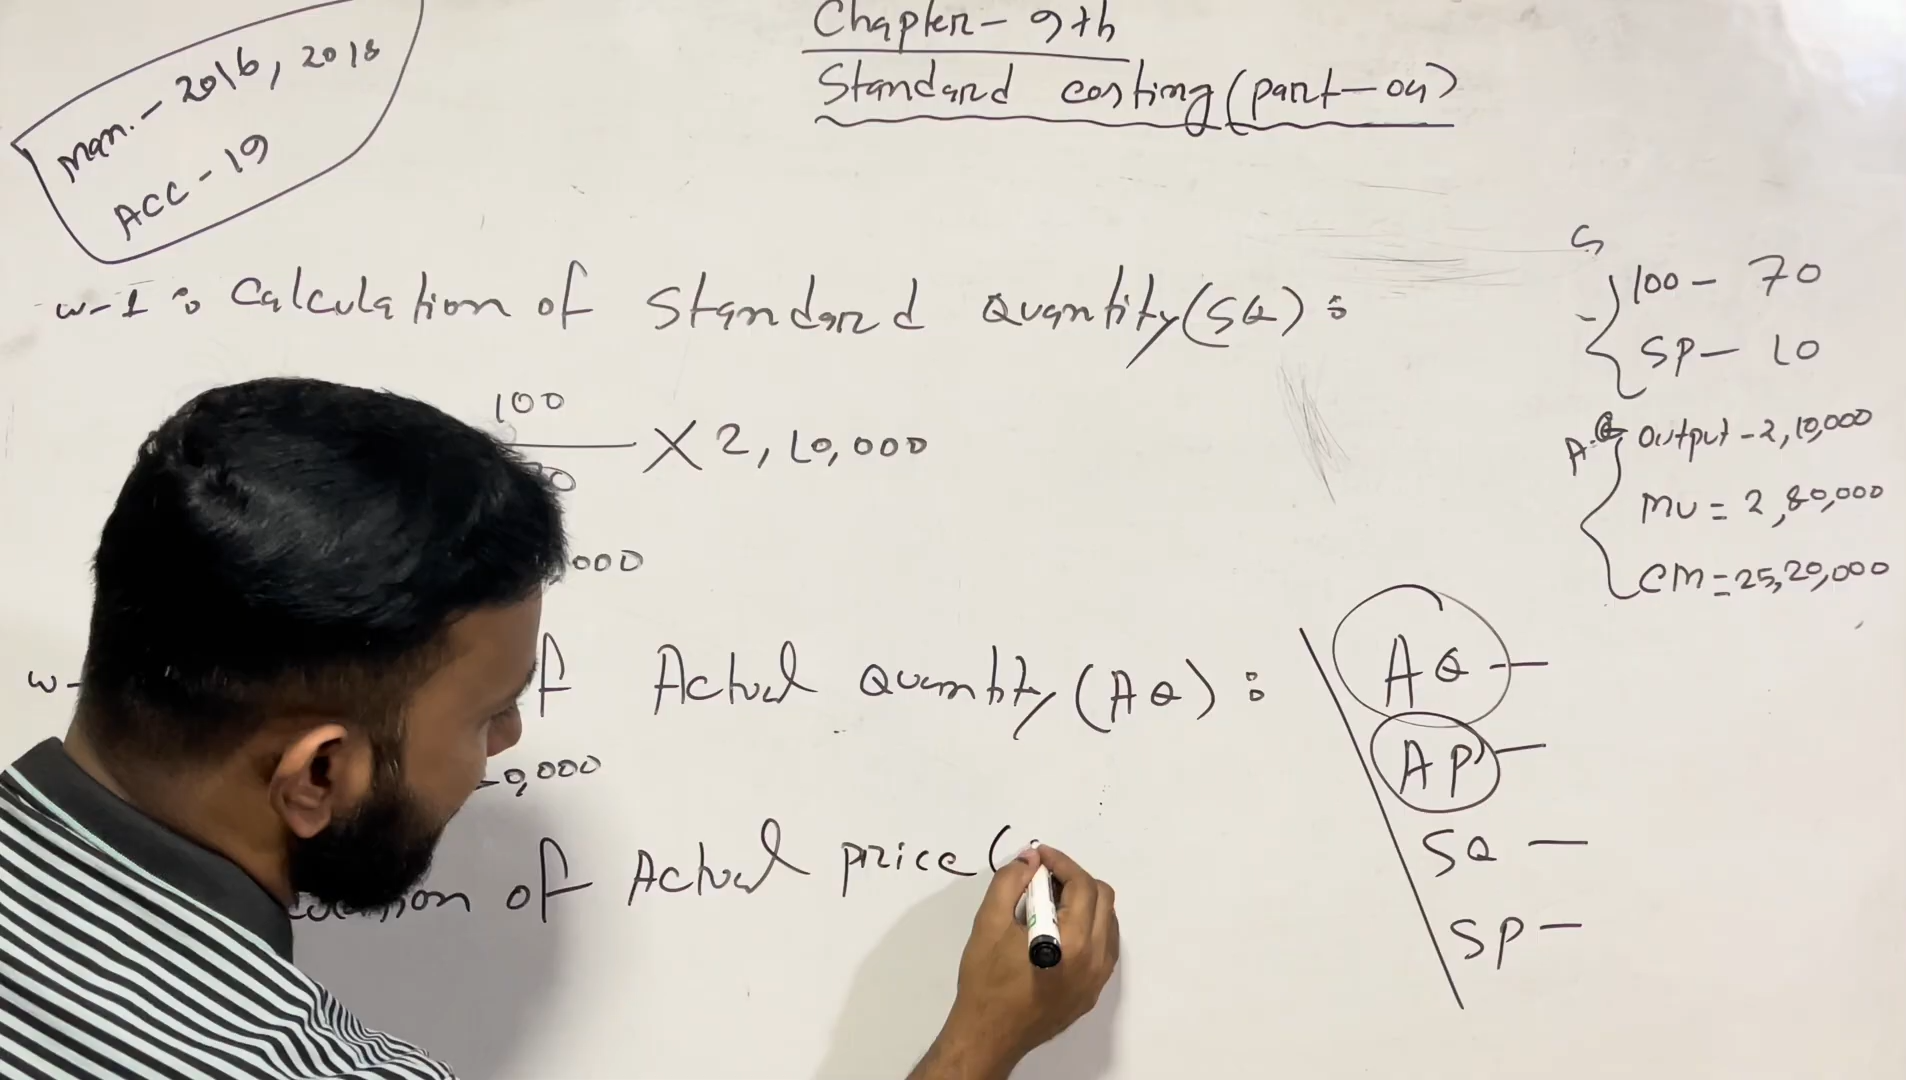 Chapter - 9th
Standard costing (part-04)
Man. - 2016, 2018
ACC - 19
W-1 : Calculation of Standard Quantity (SQ) :
100
X 2,10,000
000
w- f Actual Quantity (AQ) :
0,000
of Actual price (
S
100 - 70
SP - 10
A.Q
output - 2,10,000
MU = 2,80,000
CM = 25,20,000
AQ -
AP -
SQ -
SP -